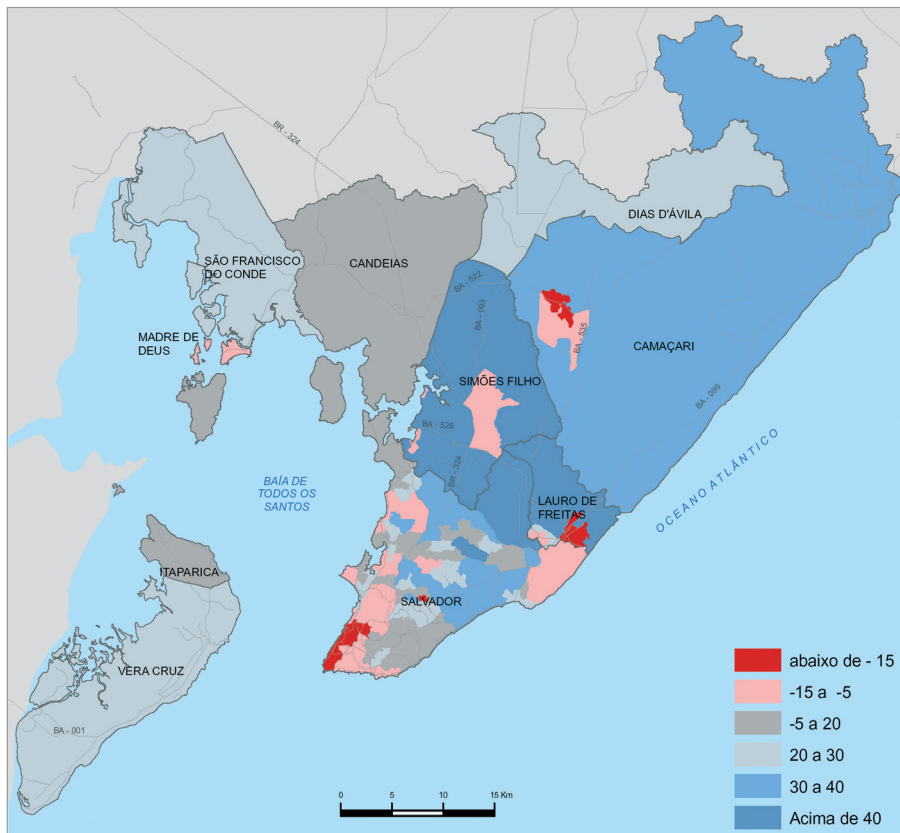 BR - 324
DIAS D'ÁVILA
SÃO FRANCISCO
DO CONDE
CANDEIAS
BA - 522
BA - 093
MADRE DE
DEUS
BA - 535
CAMAÇARI
SIMÕES FILHO
BA - 099
BA - 526
BR - 324
BAÍA DE
TODOS OS
SANTOS
LAURO DE
FREITAS
OCEANO ATLÂNTICO
ITAPARICA
SALVADOR
VERA CRUZ
BA - 001
abaixo de - 15
-15 a -5
-5 a 20
20 a 30
30 a 40
Acima de 40
0 5 10 15 Km